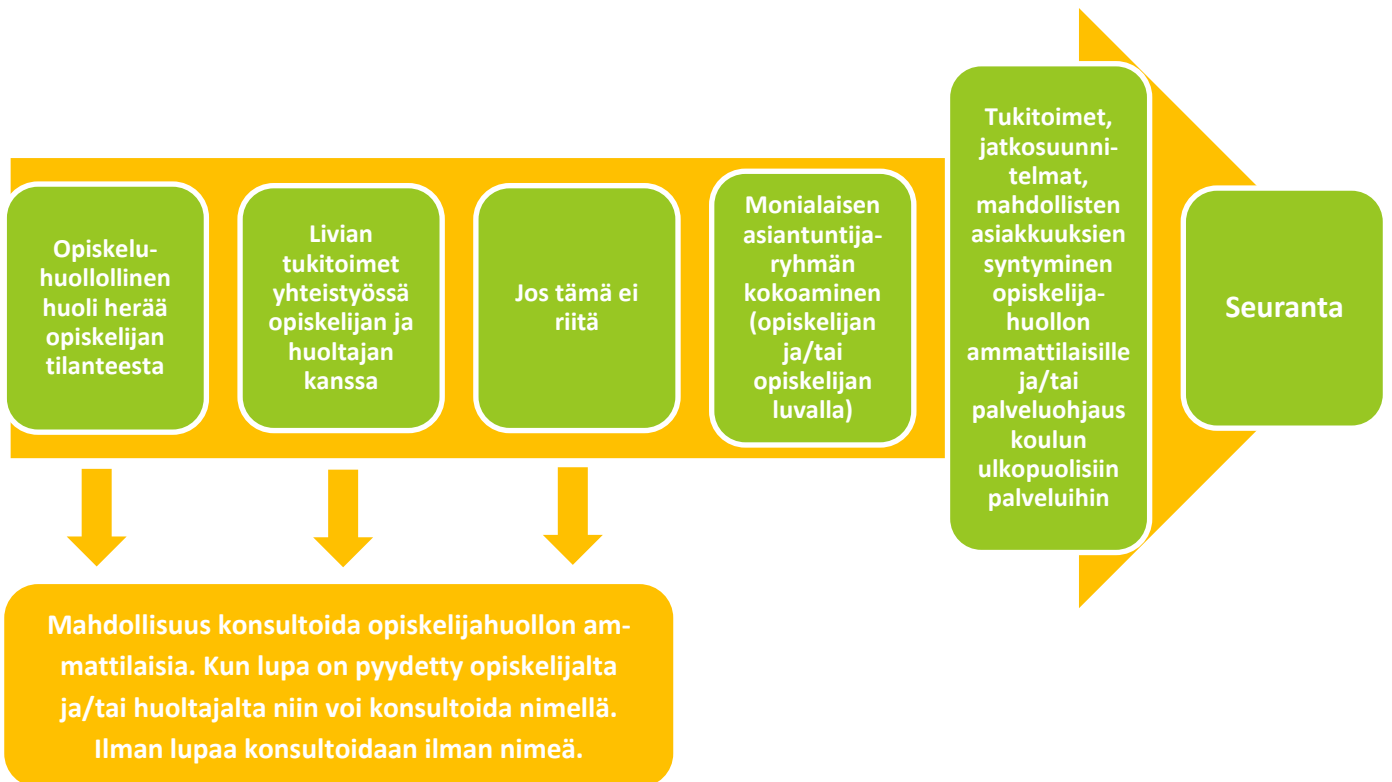 Opiskelu-
huollollinen
huoli herää
opiskelijan
tilanteesta
Livian
tukitoimet
yhteistyössä
opiskelijan ja
huoltajan
kanssa
Jos tämä ei
riitä
Monialaisen
asiantuntija-
ryhmän
kokoaminen
(opiskelijan
ja/tai
opiskelijan
luvalla)
Tukitoimet,
jatkosuunni-
telmat,
mahdollisten
asiakkuuksien
syntyminen
opiskelija-
huollon
ammattilaisille
ja/tai
palveluohjaus
koulun
ulkopuolisiin
palveluihin
Seuranta
Mahdollisuus konsultoida opiskelijahuollon am-
mattilaisia. Kun lupa on pyydetty opiskelijalta
ja/tai huoltajalta niin voi konsultoida nimellä.
Ilman lupaa konsultoidaan ilman nimeä.